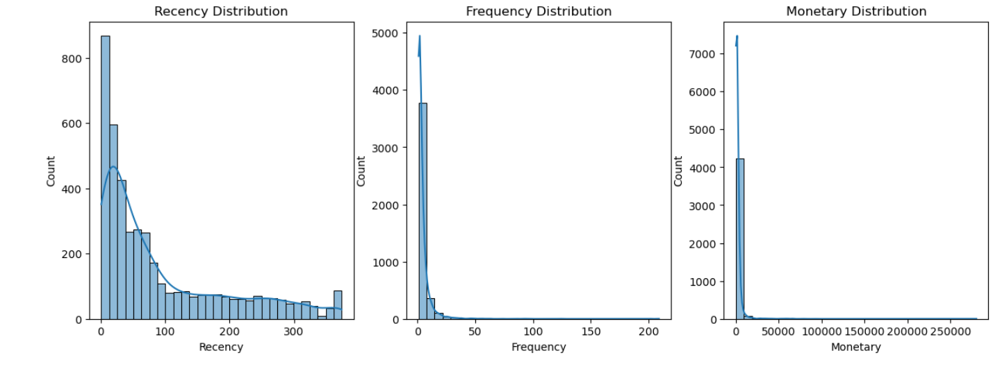 Recency Distribution
Count
800
600
400
200
0
0 100 200 300
Recency
Frequency Distribution
Count
5000
4000
3000
2000
1000
0
0 50 100 150 200
Frequency
Monetary Distribution
Count
7000
6000
5000
4000
3000
2000
1000
0
0 50000 100000 150000 200000 250000
Monetary